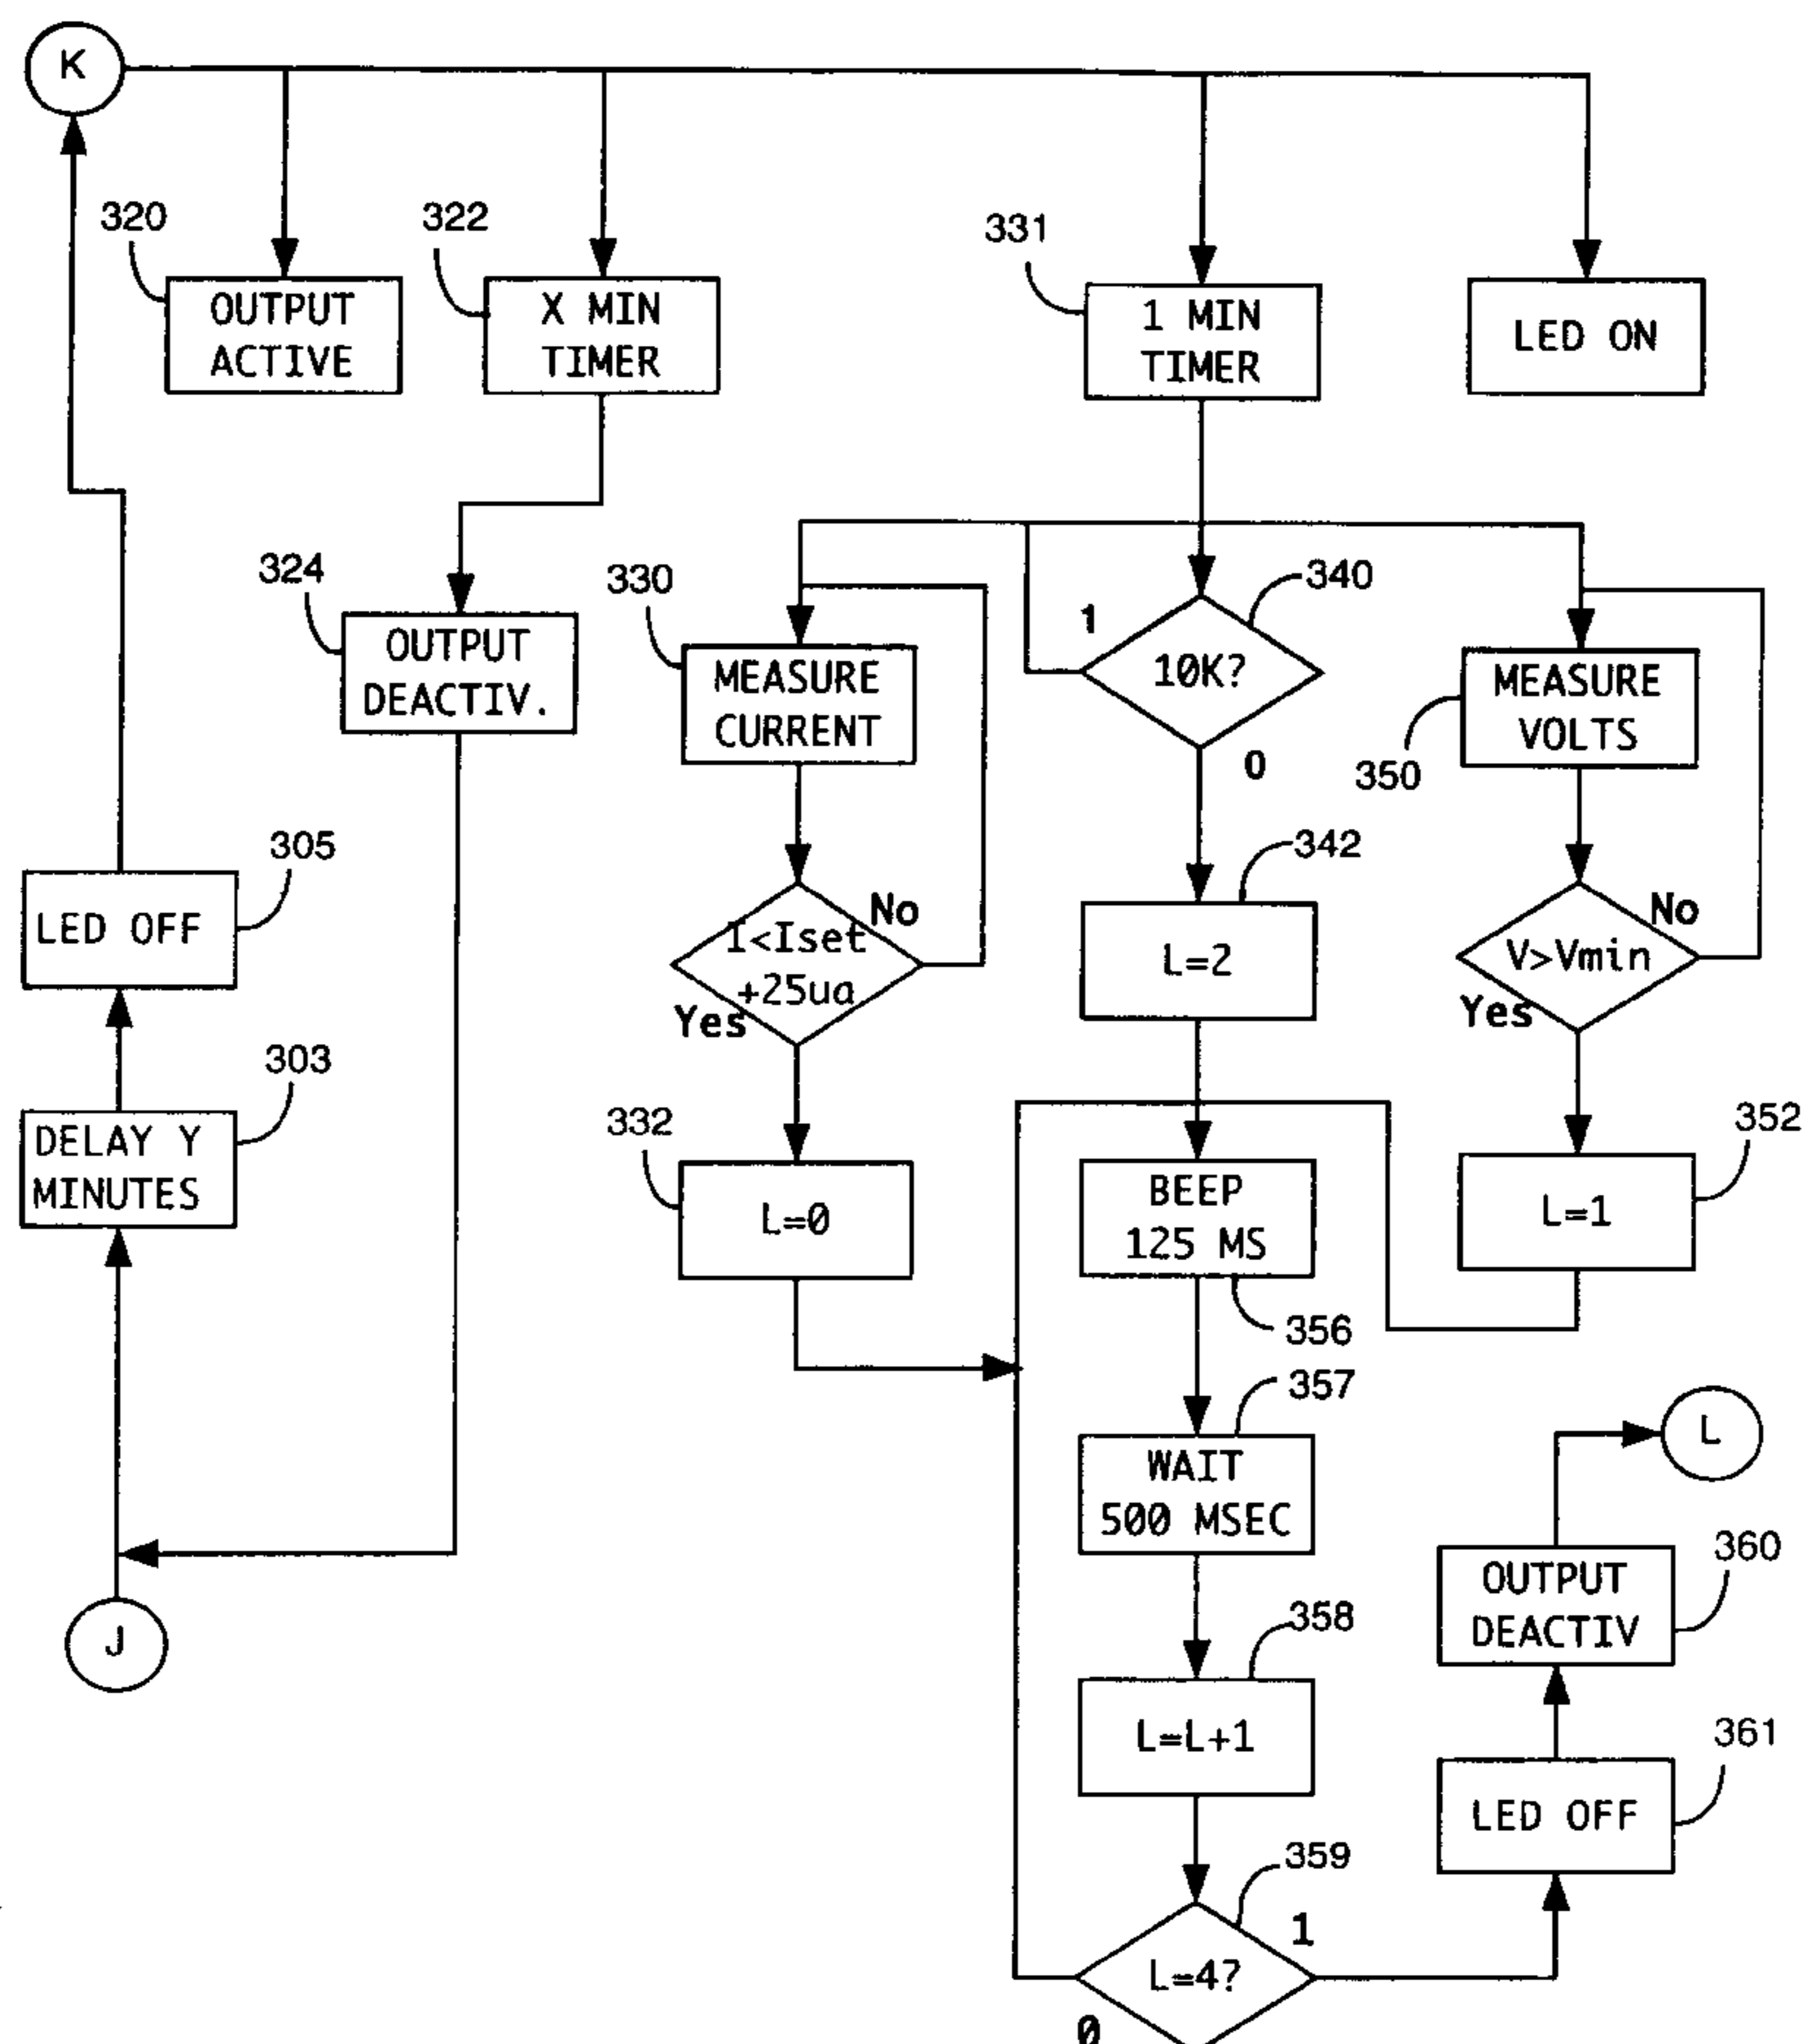 K
320
322
331
OUTPUT
ACTIVE
X MIN
TIMER
1 MIN
TIMER
LED ON
324
330
340
1
10K?
0
OUTPUT
DEACTIV.
MEASURE
CURRENT
MEASURE
VOLTS
350
305
342
LED OFF
No
I<Iset
+25ua
Yes
L=2
No
V>Vmin
Yes
303
332
352
DELAY Y
MINUTES
L=0
BEEP
125 MS
L=1
356
357
L
WAIT
500 MSEC
360
OUTPUT
DEACTIV
358
J
L=L+1
361
LED OFF
359
1
L=4?
0